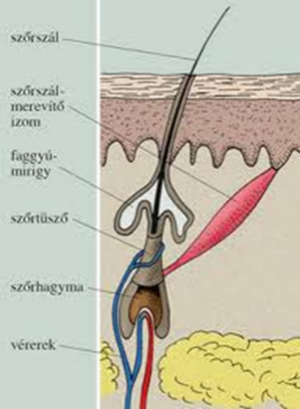 szőrszál
szőrszál-
merevítő
izom
faggyú-
mirigy
szőrtüsző
szőrhagyma
vérerek